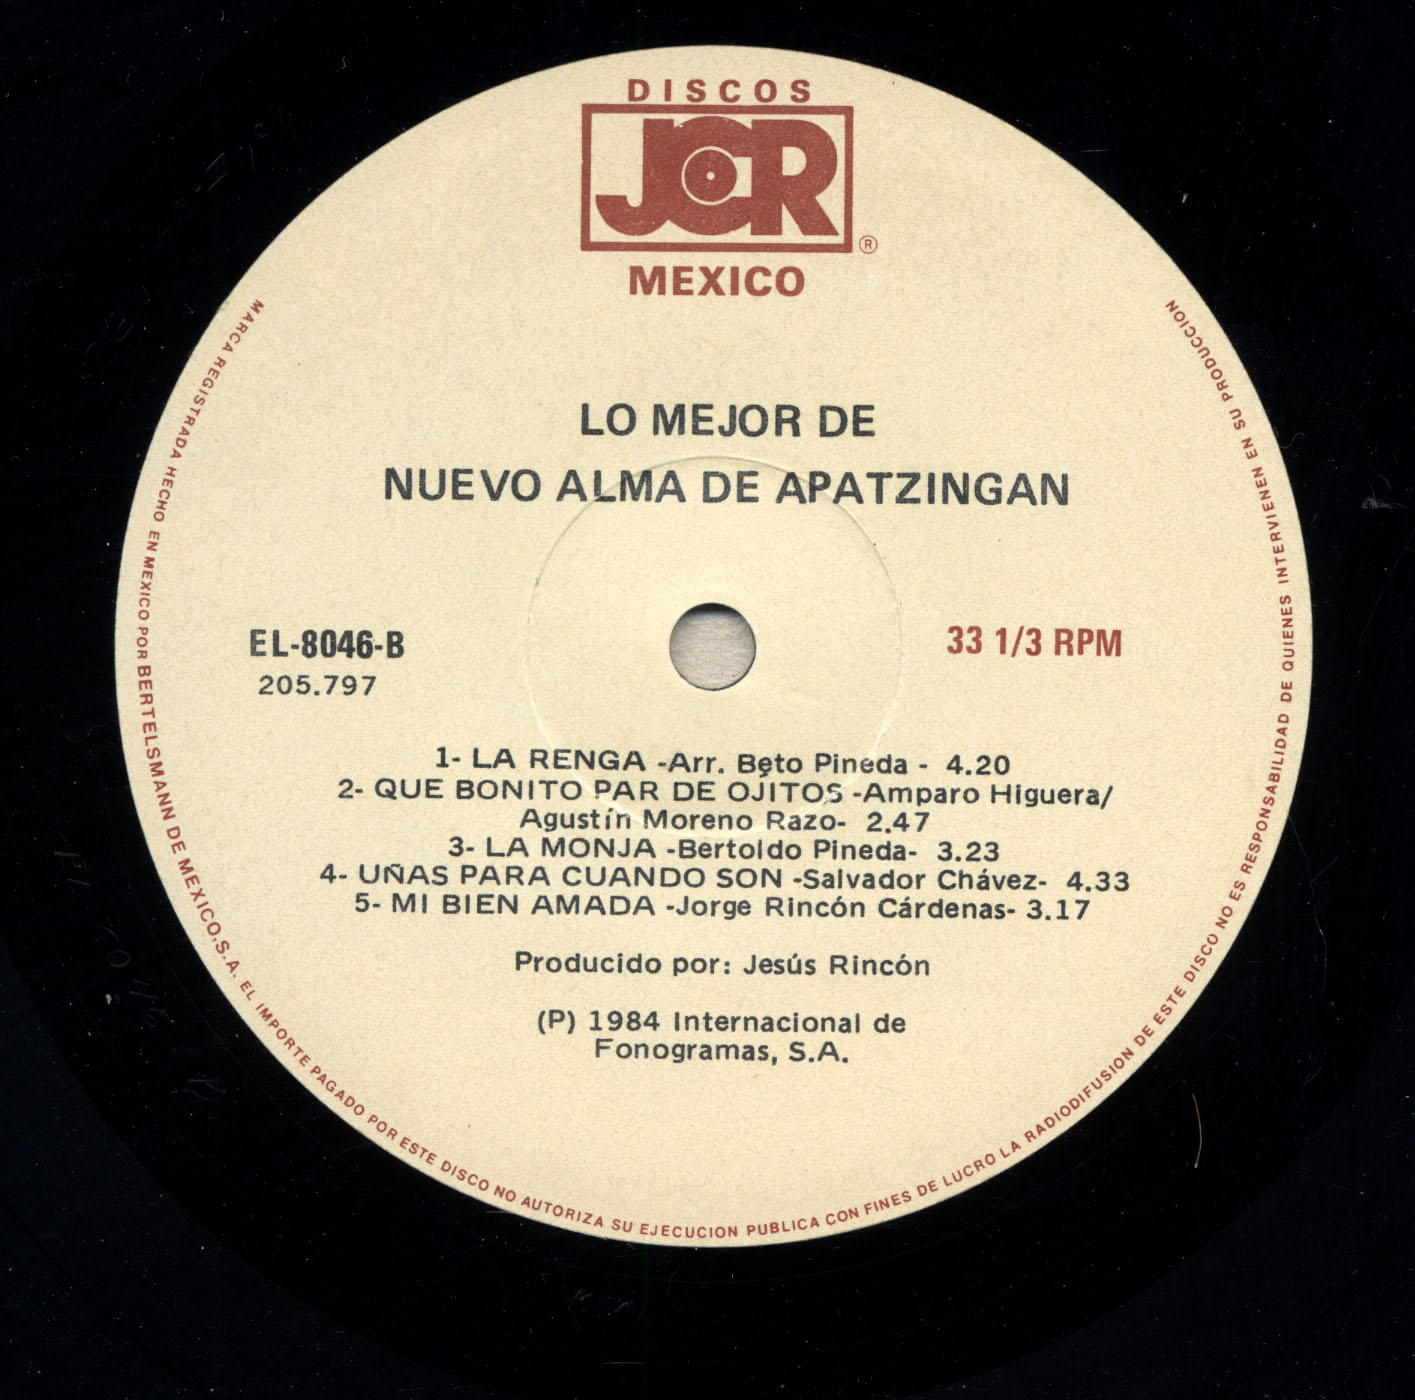 DISCOS
JOR
®
MEXICO
LO MEJOR DE
NUEVO ALMA DE APATZINGAN
EL-8046-B
205.797
33 1/3 RPM
1- LA RENGA -Arr. Beto Pineda - 4.20
2- QUE BONITO PAR DE OJITOS -Amparo Higuera/
Agustín Moreno Razo- 2.47
3- LA MONJA -Bertoldo Pineda- 3.23
4- UÑAS PARA CUANDO SON -Salvador Chávez- 4.33
5- MI BIEN AMADA -Jorge Rincón Cárdenas- 3.17
Producido por: Jesús Rincón
(P) 1984 Internacional de
Fonogramas, S.A.
MARCA REGISTRADA HECHO EN MEXICO POR BERTELSMANN DE MEXICO, S.A. EL IMPORTE PAGADO POR ESTE DISCO NO AUTORIZA SU EJECUCION PUBLICA CON FINES DE LUCRO LA RADIODIFUSION DE ESTE DISCO NO ES RESPONSABILIDAD DE QUIENES INTERVIENEN EN SU PRODUCCION